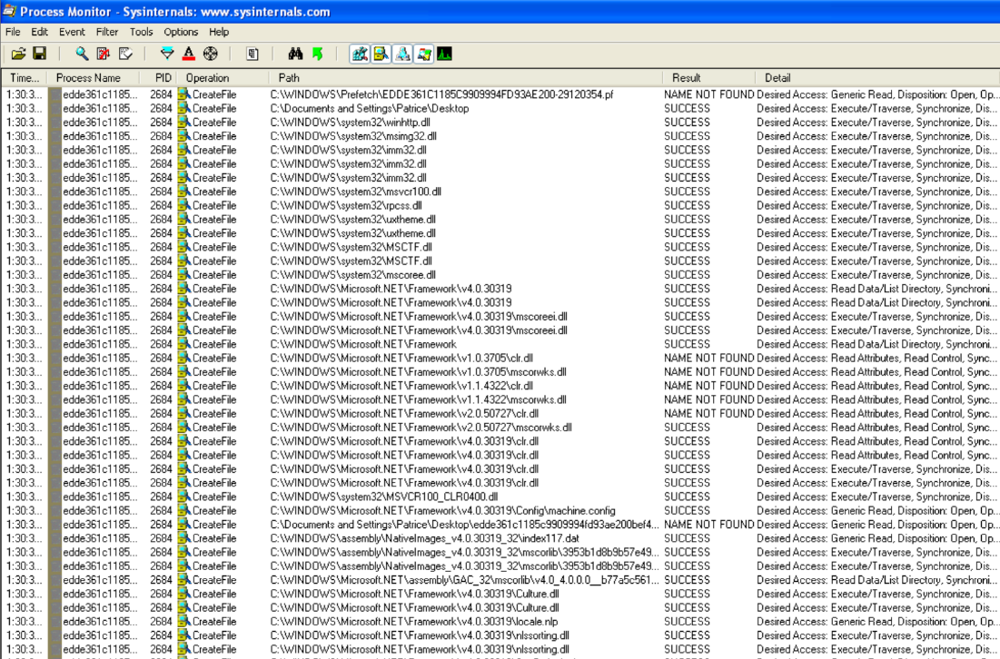 Process Monitor - Sysinternals: www.sysinternals.com
File Edit Event Filter Tools Options Help
Time... Process Name PID Operation Path Result Detail
1:30:3... edde361c1185... 2684 CreateFile C:\WINDOWS\Prefetch\EDDE361C1185C9909994FD93AE200-29120354.pf NAME NOT FOUND Desired Access: Generic Read, Disposition: Open, Op...
1:30:3... edde361c1185... 2684 CreateFile C:\Documents and Settings\Patrice\Desktop SUCCESS Desired Access: Execute/Traverse, Synchronize, Dis...
1:30:3... edde361c1185... 2684 CreateFile C:\WINDOWS\system32\winhttp.dll SUCCESS Desired Access: Execute/Traverse, Synchronize, Dis...
1:30:3... edde361c1185... 2684 CreateFile C:\WINDOWS\system32\msimg32.dll SUCCESS Desired Access: Execute/Traverse, Synchronize, Dis...
1:30:3... edde361c1185... 2684 CreateFile C:\WINDOWS\system32\imm32.dll SUCCESS Desired Access: Execute/Traverse, Synchronize, Dis...
1:30:3... edde361c1185... 2684 CreateFile C:\WINDOWS\system32\imm32.dll SUCCESS Desired Access: Execute/Traverse, Synchronize, Dis...
1:30:3... edde361c1185... 2684 CreateFile C:\WINDOWS\system32\imm32.dll SUCCESS Desired Access: Execute/Traverse, Synchronize, Dis...
1:30:3... edde361c1185... 2684 CreateFile C:\WINDOWS\system32\msvcr100.dll SUCCESS Desired Access: Execute/Traverse, Synchronize, Dis...
1:30:3... edde361c1185... 2684 CreateFile C:\WINDOWS\system32\rpcss.dll SUCCESS Desired Access: Execute/Traverse, Synchronize, Dis...
1:30:3... edde361c1185... 2684 CreateFile C:\WINDOWS\system32\uxtheme.dll SUCCESS Desired Access: Execute/Traverse, Synchronize, Dis...
1:30:3... edde361c1185... 2684 CreateFile C:\WINDOWS\system32\uxtheme.dll SUCCESS Desired Access: Execute/Traverse, Synchronize, Dis...
1:30:3... edde361c1185... 2684 CreateFile C:\WINDOWS\system32\MSCTF.dll SUCCESS Desired Access: Execute/Traverse, Synchronize, Dis...
1:30:3... edde361c1185... 2684 CreateFile C:\WINDOWS\system32\MSCTF.dll SUCCESS Desired Access: Execute/Traverse, Synchronize, Dis...
1:30:3... edde361c1185... 2684 CreateFile C:\WINDOWS\system32\mscoree.dll SUCCESS Desired Access: Execute/Traverse, Synchronize, Dis...
1:30:3... edde361c1185... 2684 CreateFile C:\WINDOWS\Microsoft.NET\Framework\v4.0.30319 SUCCESS Desired Access: Read Data/List Directory, Synchroni...
1:30:3... edde361c1185... 2684 CreateFile C:\WINDOWS\Microsoft.NET\Framework\v4.0.30319 SUCCESS Desired Access: Read Data/List Directory, Synchroni...
1:30:3... edde361c1185... 2684 CreateFile C:\WINDOWS\Microsoft.NET\Framework\v4.0.30319\mscoreei.dll SUCCESS Desired Access: Execute/Traverse, Synchronize, Dis...
1:30:3... edde361c1185... 2684 CreateFile C:\WINDOWS\Microsoft.NET\Framework\v4.0.30319\mscoreei.dll SUCCESS Desired Access: Execute/Traverse, Synchronize, Dis...
1:30:3... edde361c1185... 2684 CreateFile C:\WINDOWS\Microsoft.NET\Framework SUCCESS Desired Access: Read Data/List Directory, Synchroni...
1:30:3... edde361c1185... 2684 CreateFile C:\WINDOWS\Microsoft.NET\Framework\v1.0.3705\clr.dll NAME NOT FOUND Desired Access: Read Attributes, Read Control, Sync...
1:30:3... edde361c1185... 2684 CreateFile C:\WINDOWS\Microsoft.NET\Framework\v1.0.3705\mscorwks.dll NAME NOT FOUND Desired Access: Read Attributes, Read Control, Sync...
1:30:3... edde361c1185... 2684 CreateFile C:\WINDOWS\Microsoft.NET\Framework\v1.1.4322\clr.dll NAME NOT FOUND Desired Access: Read Attributes, Read Control, Sync...
1:30:3... edde361c1185... 2684 CreateFile C:\WINDOWS\Microsoft.NET\Framework\v1.1.4322\mscorwks.dll NAME NOT FOUND Desired Access: Read Attributes, Read Control, Sync...
1:30:3... edde361c1185... 2684 CreateFile C:\WINDOWS\Microsoft.NET\Framework\v2.0.50727\clr.dll NAME NOT FOUND Desired Access: Read Attributes, Read Control, Sync...
1:30:3... edde361c1185... 2684 CreateFile C:\WINDOWS\Microsoft.NET\Framework\v2.0.50727\mscorwks.dll SUCCESS Desired Access: Read Attributes, Read Control, Sync...
1:30:3... edde361c1185... 2684 CreateFile C:\WINDOWS\Microsoft.NET\Framework\v4.0.30319\clr.dll SUCCESS Desired Access: Read Attributes, Read Control, Sync...
1:30:3... edde361c1185... 2684 CreateFile C:\WINDOWS\Microsoft.NET\Framework\v4.0.30319\clr.dll SUCCESS Desired Access: Read Attributes, Read Control, Sync...
1:30:3... edde361c1185... 2684 CreateFile C:\WINDOWS\Microsoft.NET\Framework\v4.0.30319\clr.dll SUCCESS Desired Access: Execute/Traverse, Synchronize, Dis...
1:30:3... edde361c1185... 2684 CreateFile C:\WINDOWS\Microsoft.NET\Framework\v4.0.30319\clr.dll SUCCESS Desired Access: Execute/Traverse, Synchronize, Dis...
1:30:3... edde361c1185... 2684 CreateFile C:\WINDOWS\system32\MSVCR100_CLR0400.dll SUCCESS Desired Access: Execute/Traverse, Synchronize, Dis...
1:30:3... edde361c1185... 2684 CreateFile C:\WINDOWS\Microsoft.NET\Framework\v4.0.30319\Config\machine.config SUCCESS Desired Access: Generic Read, Disposition: Open, Op...
1:30:3... edde361c1185... 2684 CreateFile C:\Documents and Settings\Patrice\Desktop\edde361c1185c9909994fd93ae200bef4... NAME NOT FOUND Desired Access: Generic Read, Disposition: Open, Op...
1:30:3... edde361c1185... 2684 CreateFile C:\WINDOWS\assembly\NativeImages_v4.0.30319_32\index117.dat SUCCESS Desired Access: Generic Read, Disposition: Open, Op...
1:30:3... edde361c1185... 2684 CreateFile C:\WINDOWS\assembly\NativeImages_v4.0.30319_32\mscorlib\3953b1d8b9b57e49... SUCCESS Desired Access: Execute/Traverse, Synchronize, Dis...
1:30:3... edde361c1185... 2684 CreateFile C:\WINDOWS\assembly\NativeImages_v4.0.30319_32\mscorlib\3953b1d8b9b57e49... SUCCESS Desired Access: Execute/Traverse, Synchronize, Dis...
1:30:3... edde361c1185... 2684 CreateFile C:\WINDOWS\Microsoft.NET\assembly\GAC_32\mscorlib\v4.0_4.0.0.0__b77a5c561... SUCCESS Desired Access: Read Data/List Directory, Synchroni...
1:30:3... edde361c1185... 2684 CreateFile C:\WINDOWS\Microsoft.NET\Framework\v4.0.30319\Culture.dll SUCCESS Desired Access: Execute/Traverse, Synchronize, Dis...
1:30:3... edde361c1185... 2684 CreateFile C:\WINDOWS\Microsoft.NET\Framework\v4.0.30319\Culture.dll SUCCESS Desired Access: Execute/Traverse, Synchronize, Dis...
1:30:3... edde361c1185... 2684 CreateFile C:\WINDOWS\Microsoft.NET\Framework\v4.0.30319\locale.nlp SUCCESS Desired Access: Generic Read, Disposition: Open, Op...
1:30:3... edde361c1185... 2684 CreateFile C:\WINDOWS\Microsoft.NET\Framework\v4.0.30319\nlssorting.dll SUCCESS Desired Access: Execute/Traverse, Synchronize, Dis...
1:30:3... edde361c1185... 2684 CreateFile C:\WINDOWS\Microsoft.NET\Framework\v4.0.30319\nlssorting.dll SUCCESS Desired Access: Execute/Traverse, Synchronize, Dis...